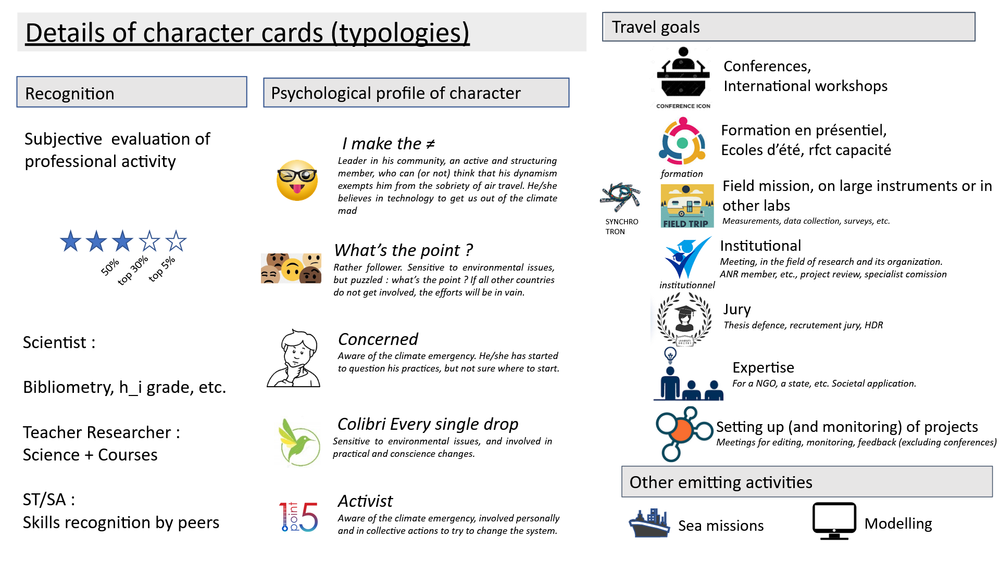 Details of character cards (typologies)
Recognition
Subjective  evaluation of
professional activity
50%
top 30%
top 5%
Scientist :
Bibliometry, h_i grade, etc.
Teacher Researcher :
Science + Courses
ST/SA :
Skills recognition by peers
Psychological profile of character
I make the ≠
Leader in his community, an active and structuring
member, who can (or not) think that his dynamism
exempts him from the sobriety of air travel. He/she
believes in technology to get us out of the climate
mad
What's the point ?
Rather follower. Sensitive to environmental issues,
but puzzled : what's the point ? If all other countries
do not get involved, the efforts will be in vain.
Concerned
Aware of the climate emergency. He/she has started
to question his practices, but not sure where to start.
Colibri Every single drop
Sensitive to environmental issues, and involved in
practical and conscience changes.
1 point 5
Activist
Aware of the climate emergency, involved personally
and in collective actions to try to change the system.
Travel goals
CONFERENCE ICON
Conferences,
International workshops
formation
Formation en présentiel,
Ecoles d'été, rfct capacité
SYNCHRO
TRON
FIELD TRIP
Field mission, on large instruments or in
other labs
Measurements, data collection, surveys, etc.
institutionnel
Institutional
Meeting, in the field of research and its organization.
ANR member, etc., project review, specialist comission
UNIVERSITY
DEGREE
Jury
Thesis defence, recrutement jury, HDR
Expertise
For a NGO, a state, etc. Societal application.
Setting up (and monitoring) of projects
Meetings for editing, monitoring, feedback (excluding conferences)
Other emitting activities
Sea missions
Modelling